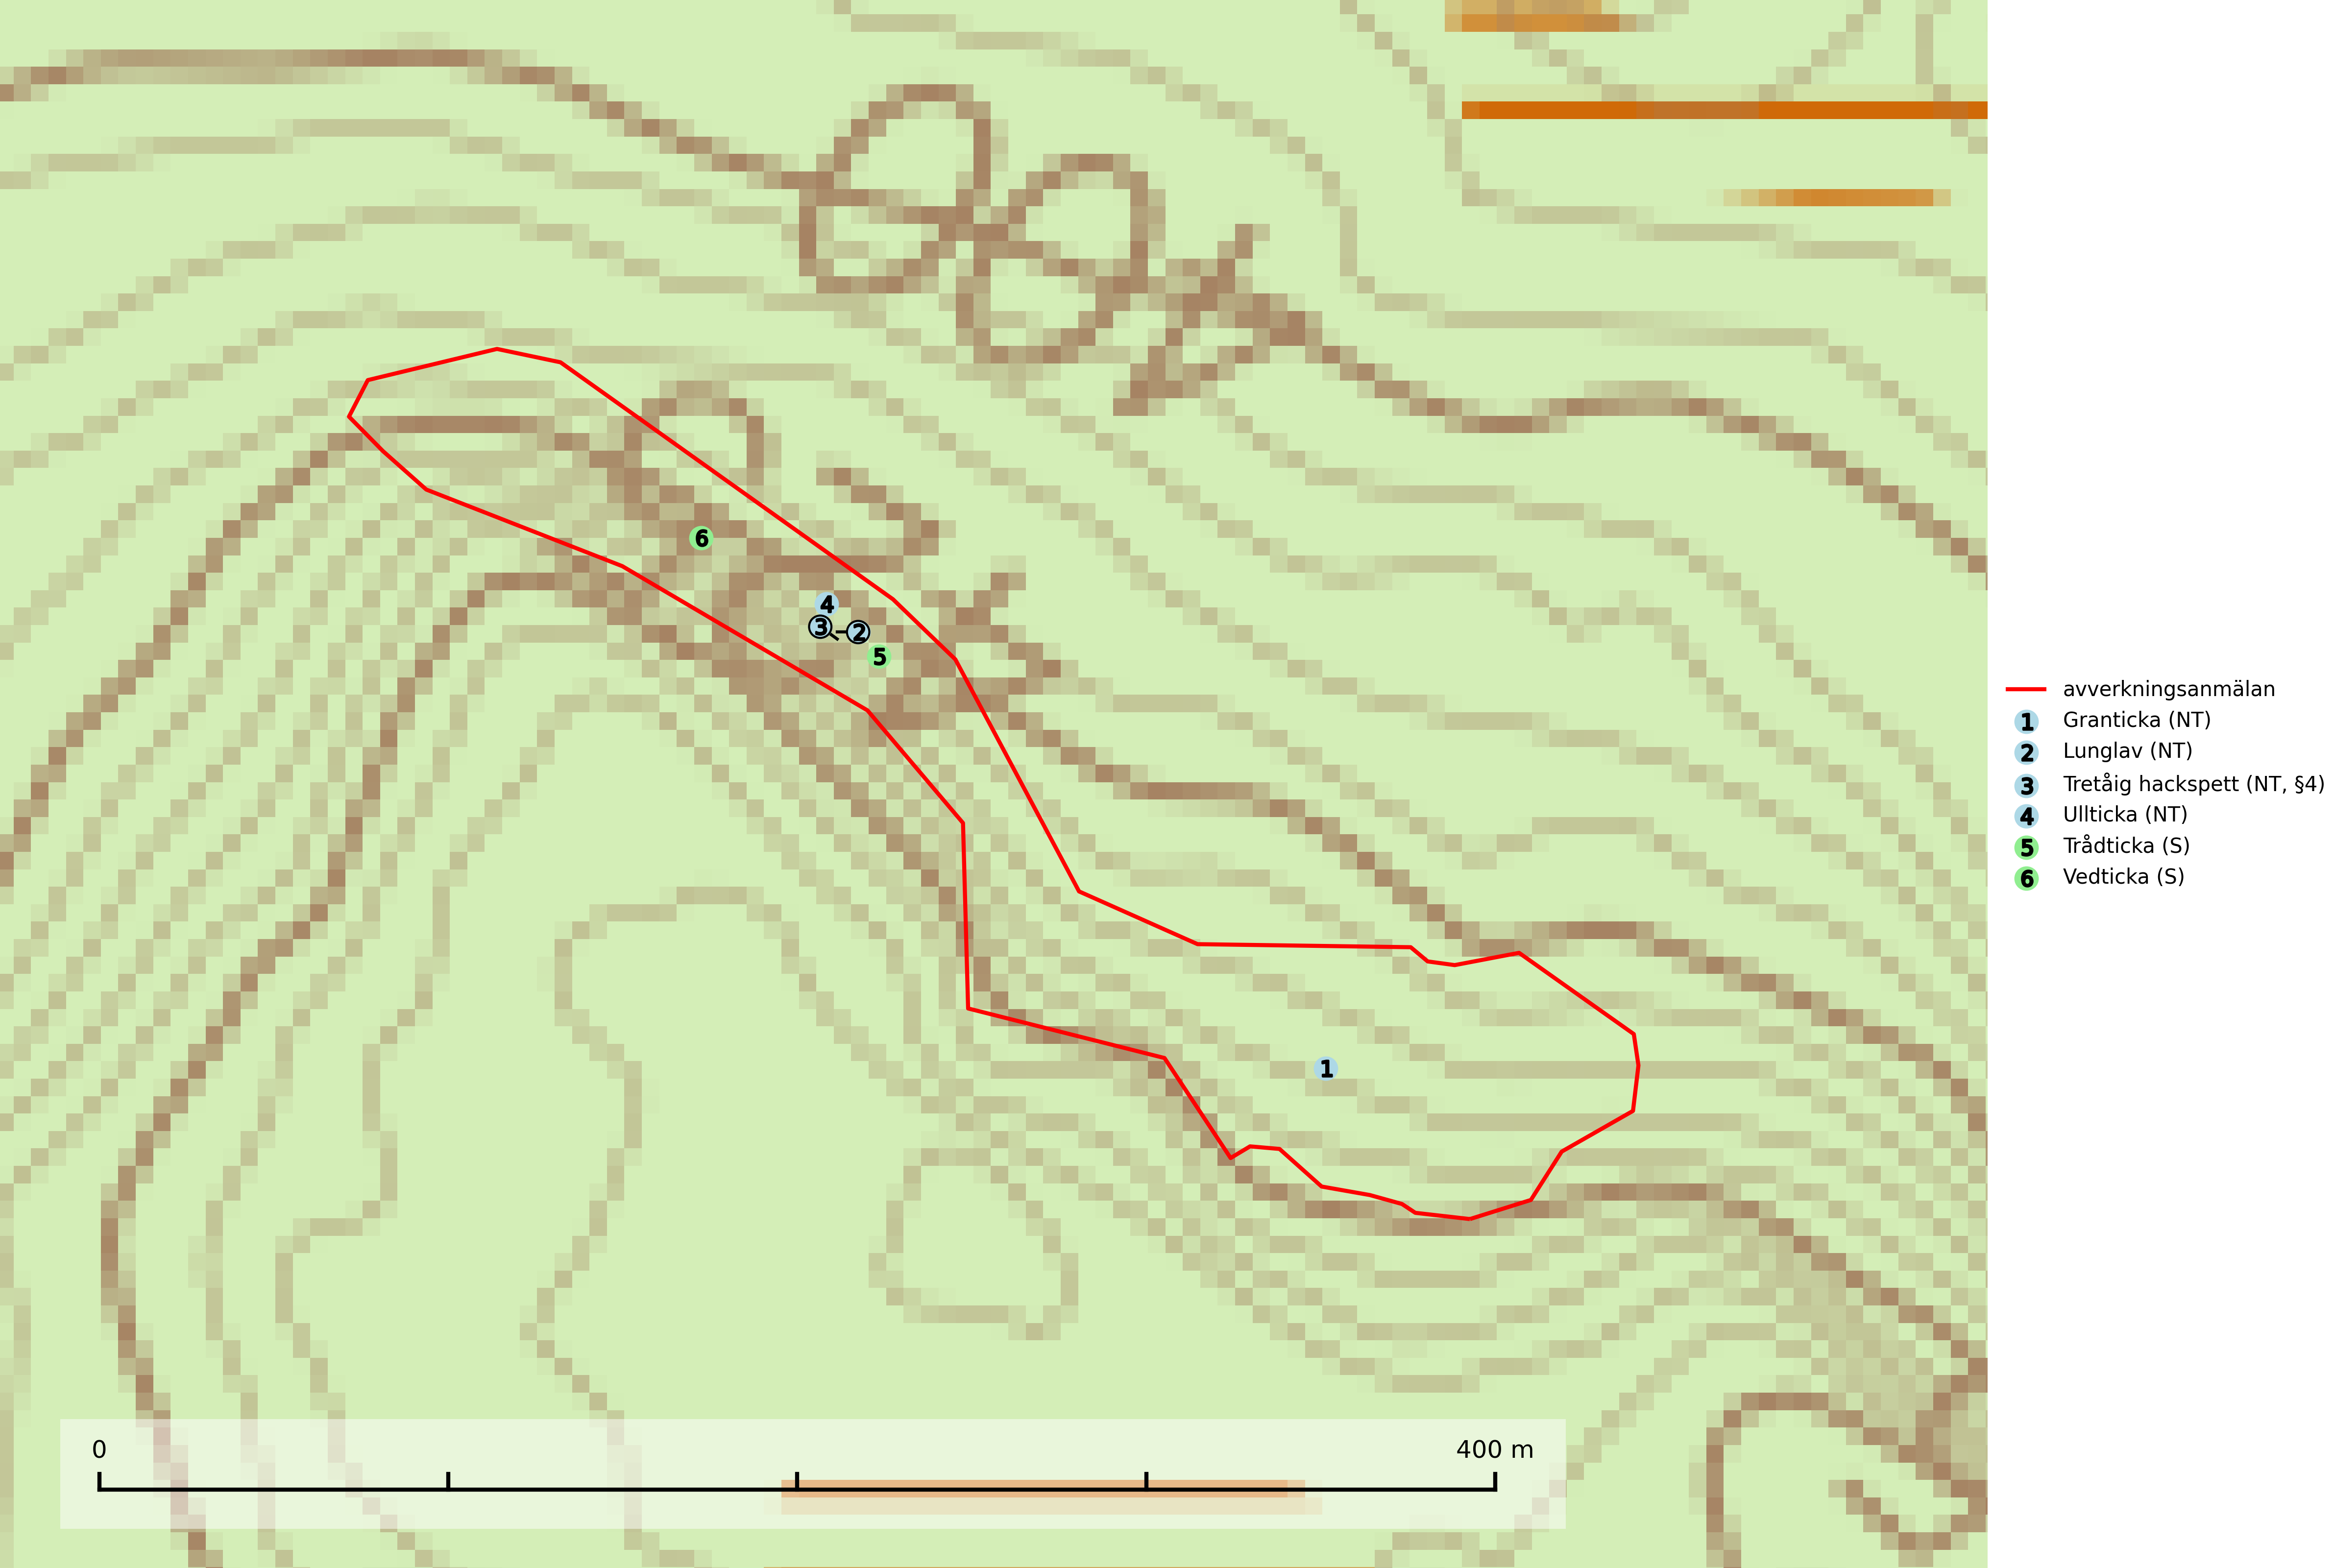 6
4
3
2
5
1
avverkningsanmälan
1 Granticka (NT)
2 Lunglav (NT)
3 Tretåig hackspett (NT, §4)
4 Ullticka (NT)
5 Trådticka (S)
6 Vedticka (S)
0 400 m